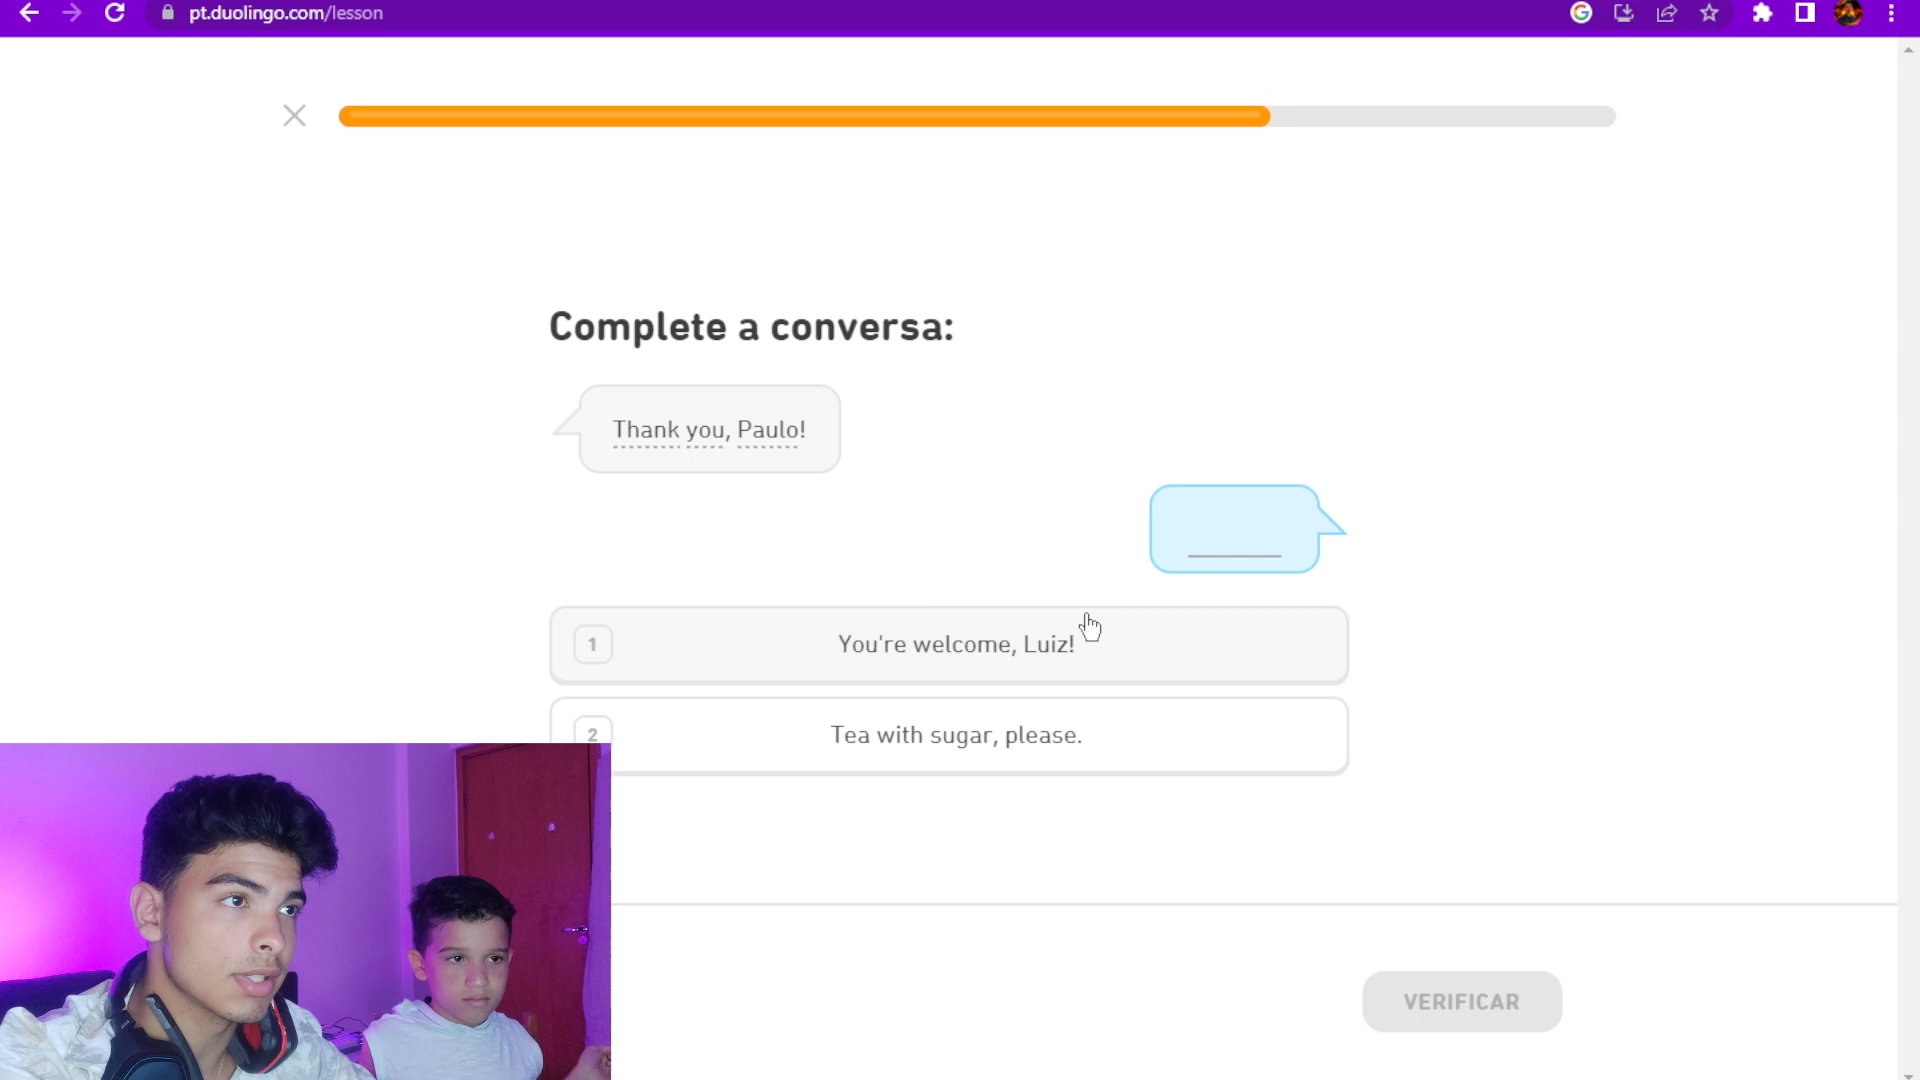 pt.duolingo.com/lesson
Complete a conversa:
Thank you, Paulo!
1
You're welcome, Luiz!
2
Tea with sugar, please.
VERIFICAR